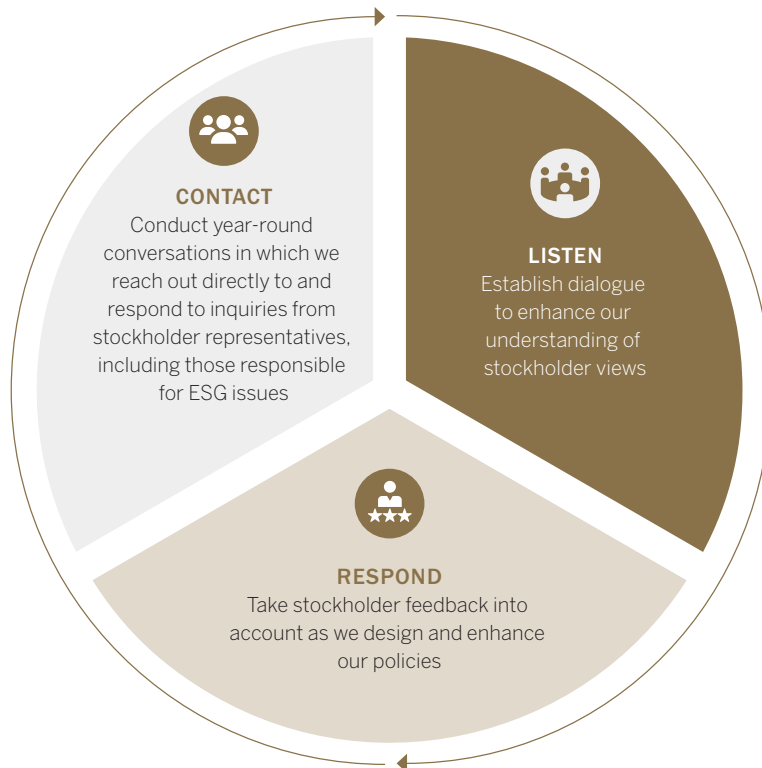 CONTACT
Conduct year-round
conversations in which we
reach out directly to and
respond to inquiries from
stockholder representatives,
including those responsible
for ESG issues
LISTEN
Establish dialogue
to enhance our
understanding of
stockholder views
RESPOND
Take stockholder feedback into
account as we design and enhance
our policies